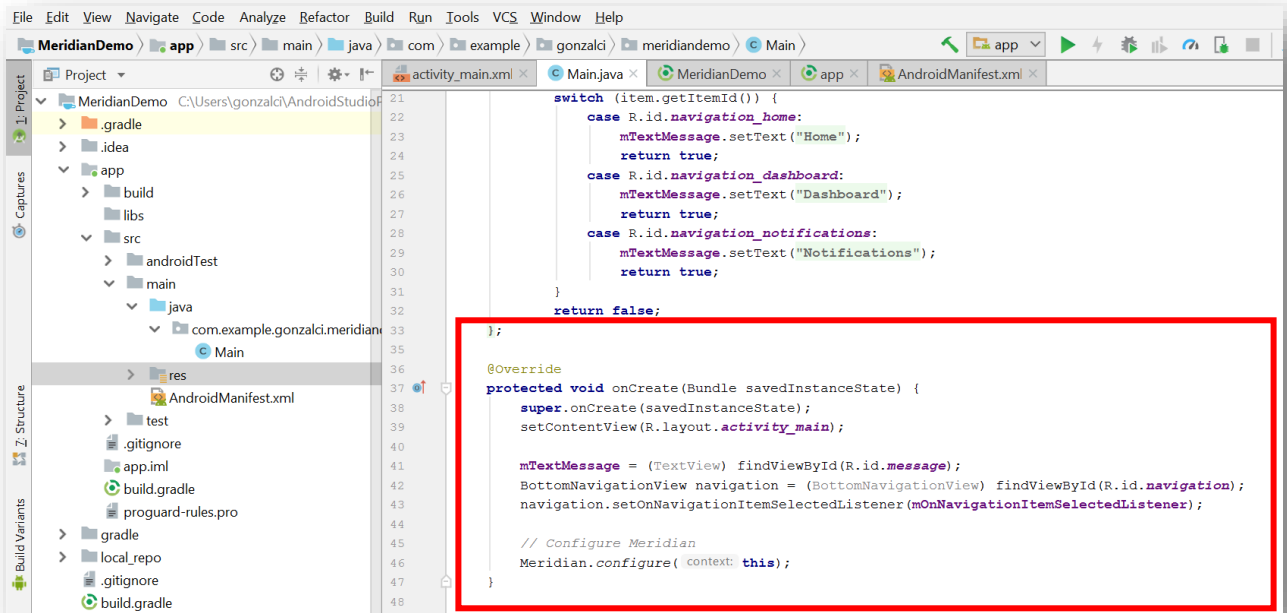 File Edit View Navigate Code Analyze Refactor Build Run Tools VCS Window Help
MeridianDemo app src main java com example gonzalci meridiandemo Main app
1: Project
Captures
Z: Structure
Build Variants
Project
MeridianDemo C:\Users\gonzalci\AndroidStudioP
.gradle
.idea
app
build
libs
src
androidTest
main
java
com.example.gonzalci.meridian
Main
res
AndroidManifest.xml
test
.gitignore
app.iml
build.gradle
proguard-rules.pro
gradle
local_repo
.gitignore
build.gradle
activity_main.xml Main.java MeridianDemo app AndroidManifest.xml
21 switch (item.getItemId()) {
22 case R.id.navigation_home:
23 mTextMessage.setText("Home");
24 return true;
25 case R.id.navigation_dashboard:
26 mTextMessage.setText("Dashboard");
27 return true;
28 case R.id.navigation_notifications:
29 mTextMessage.setText("Notifications");
30 return true;
31 }
32 return false;
33 };
35
36 @Override
37 protected void onCreate(Bundle savedInstanceState) {
38 super.onCreate(savedInstanceState);
39 setContentView(R.layout.activity_main);
40
41 mTextMessage = (TextView) findViewById(R.id.message);
42 BottomNavigationView navigation = (BottomNavigationView) findViewById(R.id.navigation);
43 navigation.setOnNavigationItemSelectedListener(mOnNavigationItemSelectedListener);
44
45 // Configure Meridian
46 Meridian.configure( context: this);
47 }
48